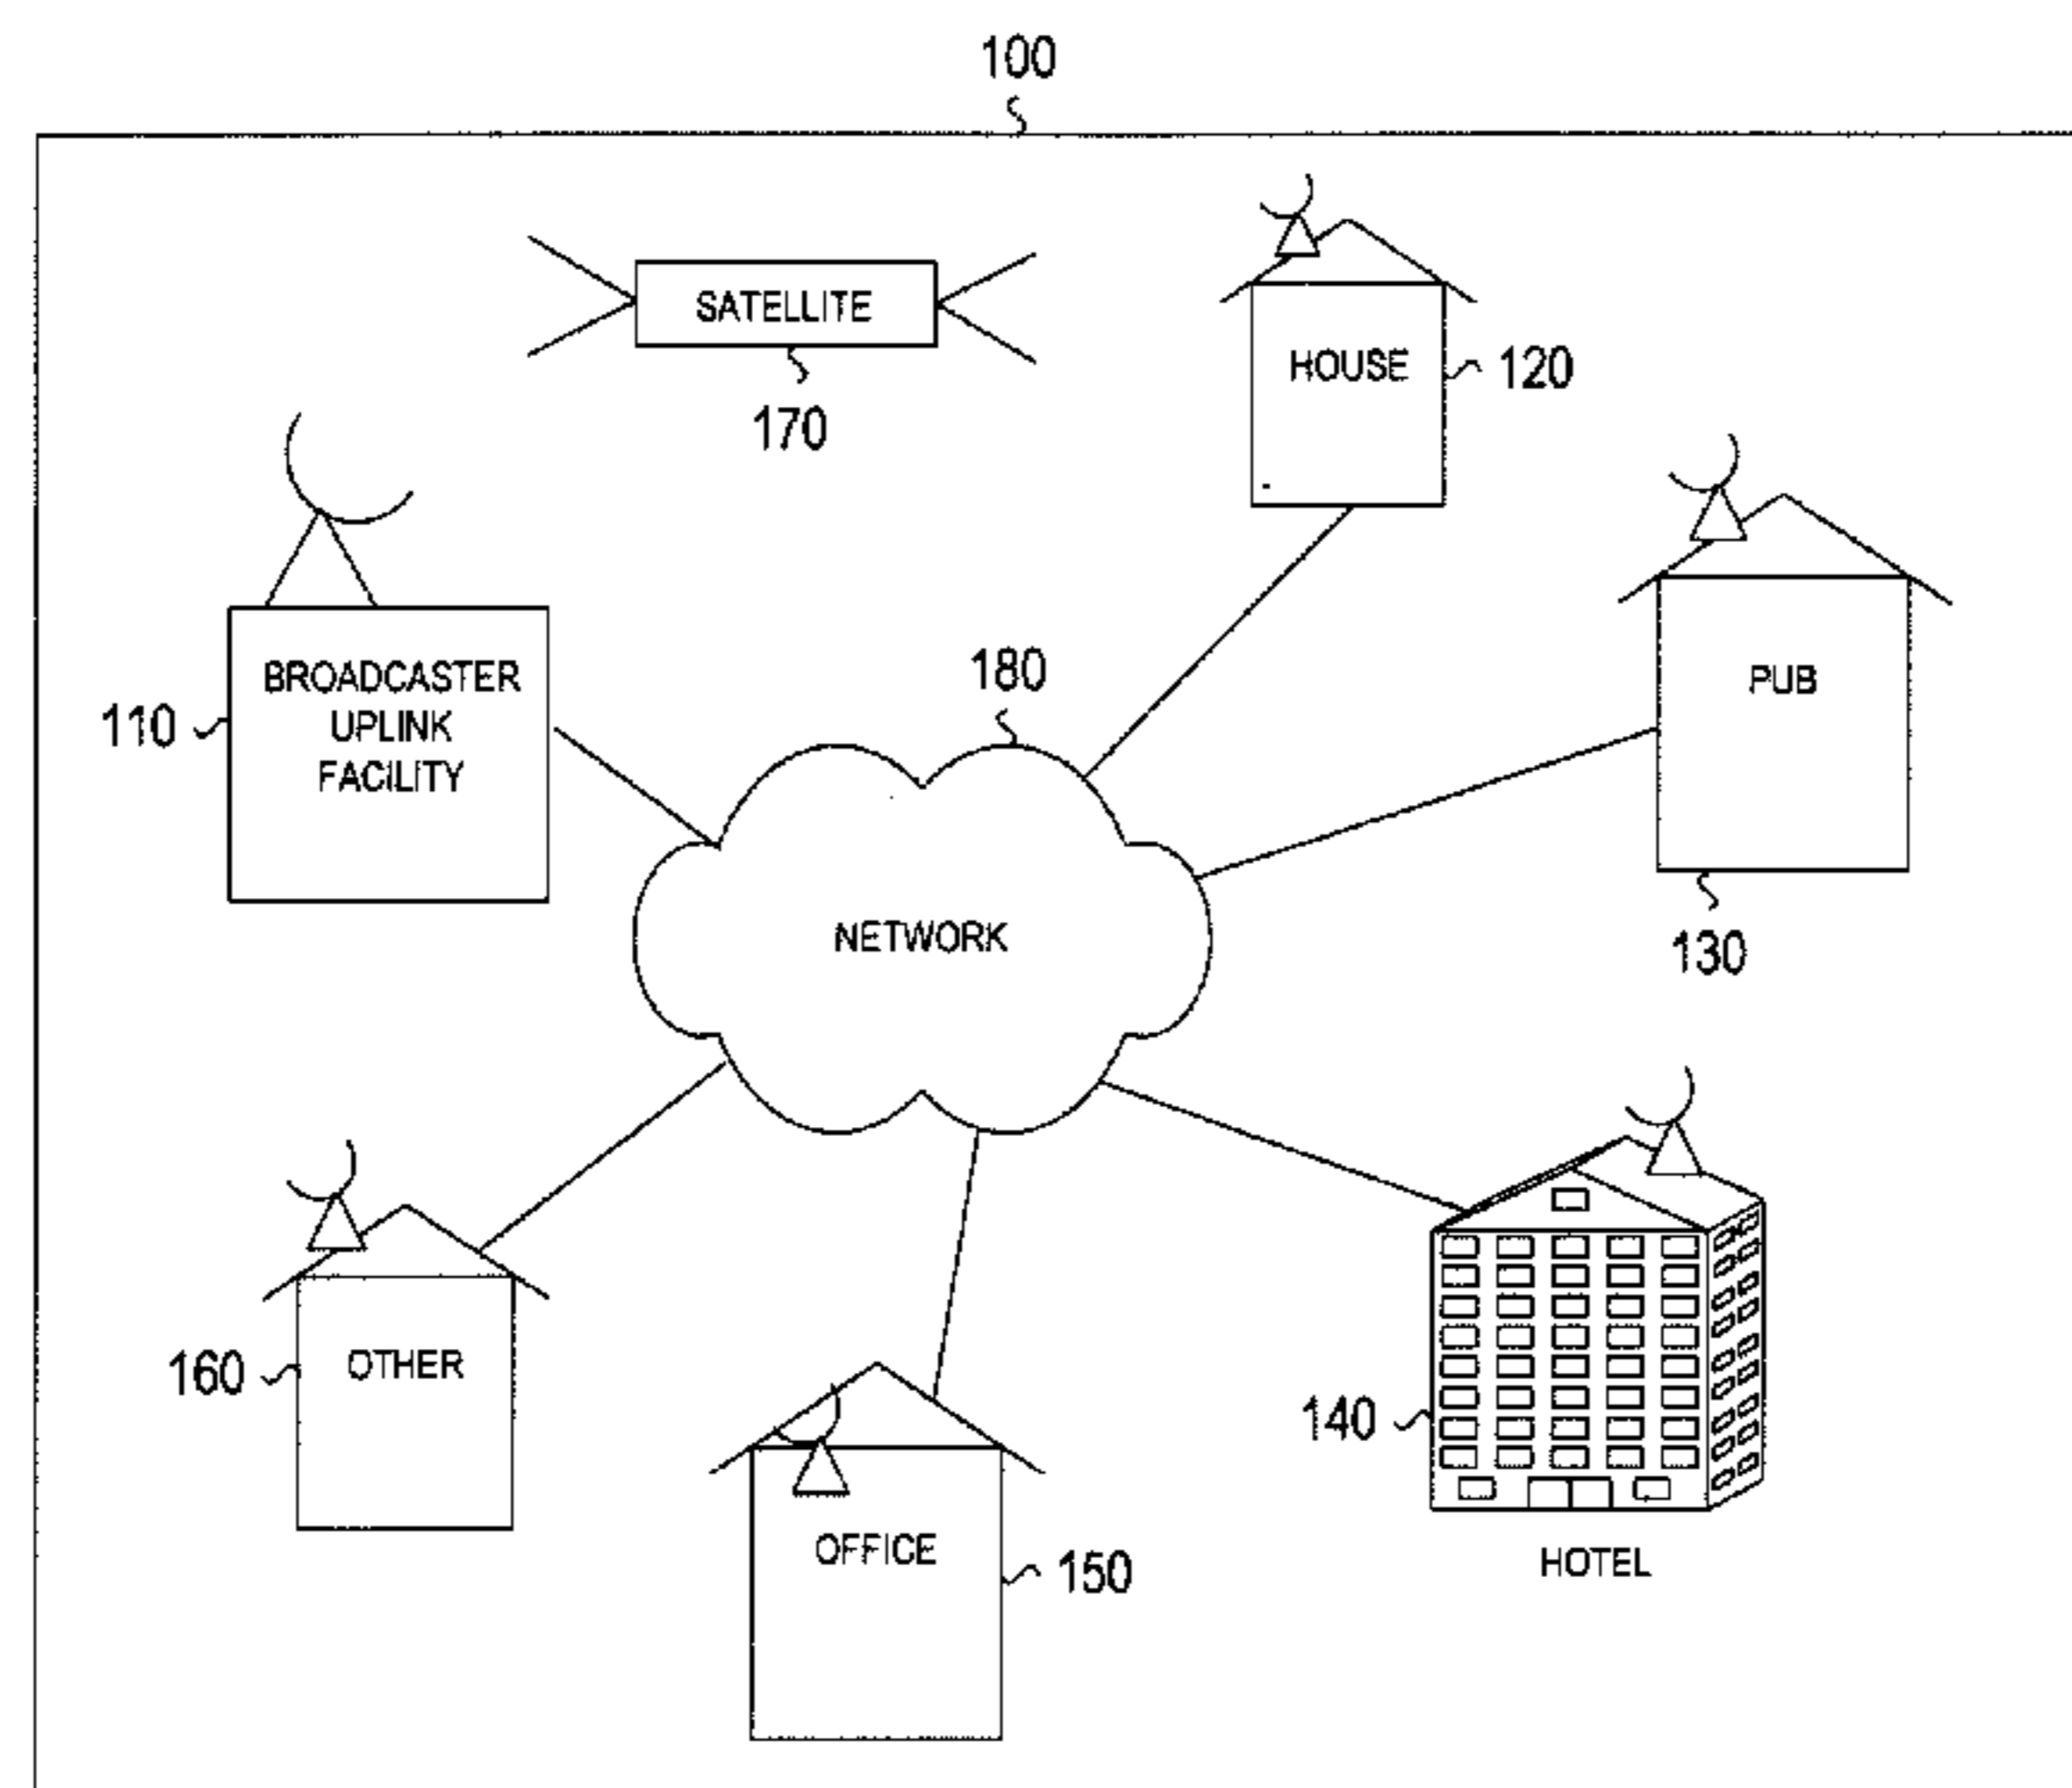 100
SATELLITE
170
HOUSE
120
BROADCASTER
UPLINK
FACILITY
110
180
PUB
130
NETWORK
OTHER
160
OFFICE
150
140
HOTEL